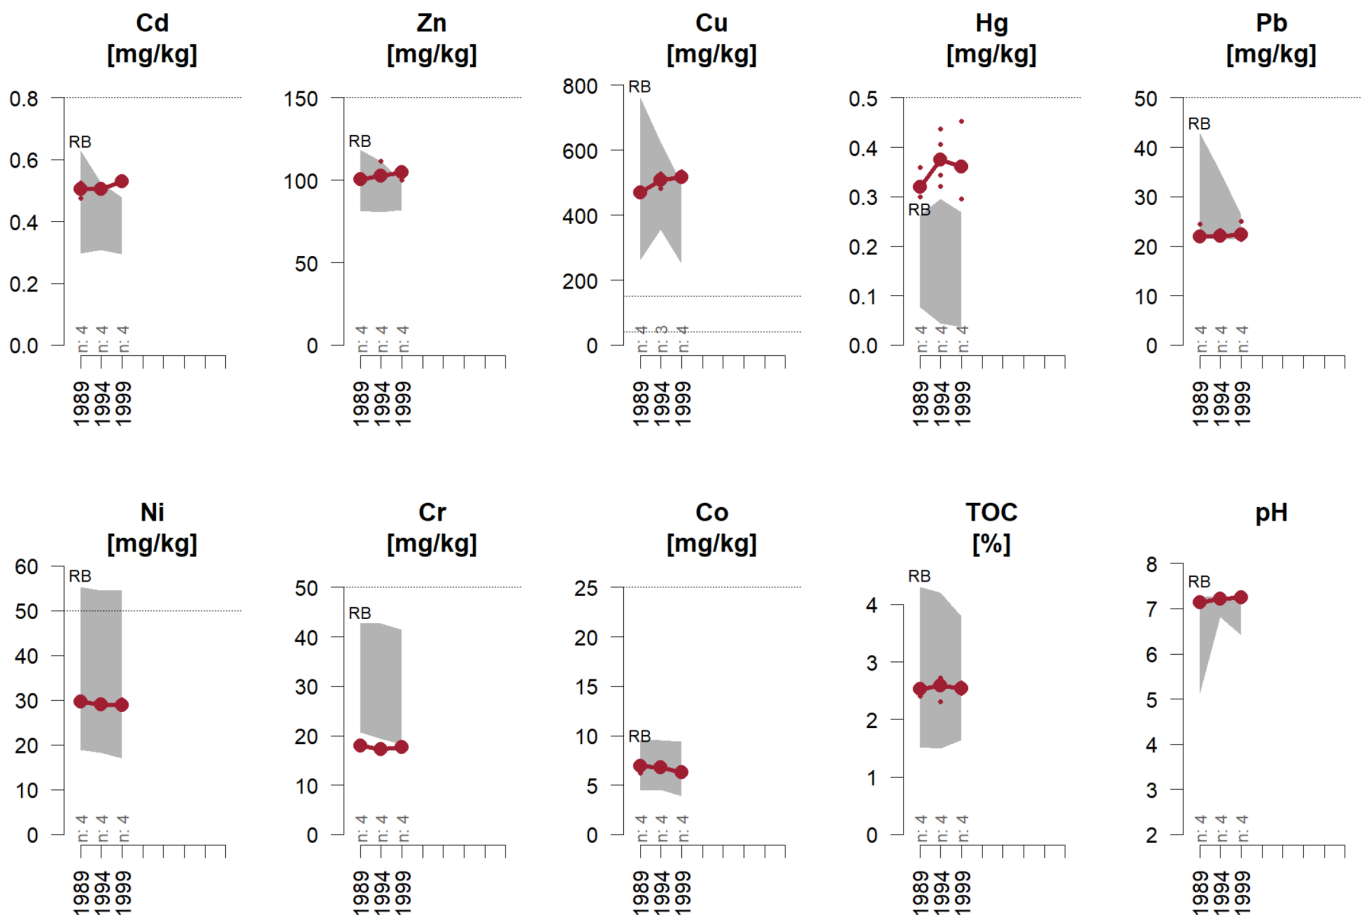 Cd
[mg/kg]
Zn
[mg/kg]
Cu
[mg/kg]
Hg
[mg/kg]
Pb
[mg/kg]
0.8
0.6
0.4
0.2
0.0
RB
n: 4
n: 4
n: 4
1989
1994
1999
150
100
50
0
RB
n: 4
n: 4
n: 4
1989
1994
1999
800
600
400
200
0
RB
n: 4
n: 3
n: 4
1989
1994
1999
0.5
0.4
0.3
0.2
0.1
0.0
RB
n: 4
n: 4
n: 4
1989
1994
1999
50
40
30
20
10
0
RB
n: 4
n: 4
n: 4
1989
1994
1999
Ni
[mg/kg]
Cr
[mg/kg]
Co
[mg/kg]
TOC
[%]
pH
60
50
40
30
20
10
0
RB
n: 4
n: 4
n: 4
1989
1994
1999
50
40
30
20
10
0
RB
n: 4
n: 4
n: 4
1989
1994
1999
25
20
15
10
5
0
RB
n: 4
n: 4
n: 4
1989
1994
1999
4
3
2
1
0
RB
n: 4
n: 4
n: 4
1989
1994
1999
8
7
6
5
4
3
2
RB
n: 4
n: 4
n: 4
1989
1994
1999